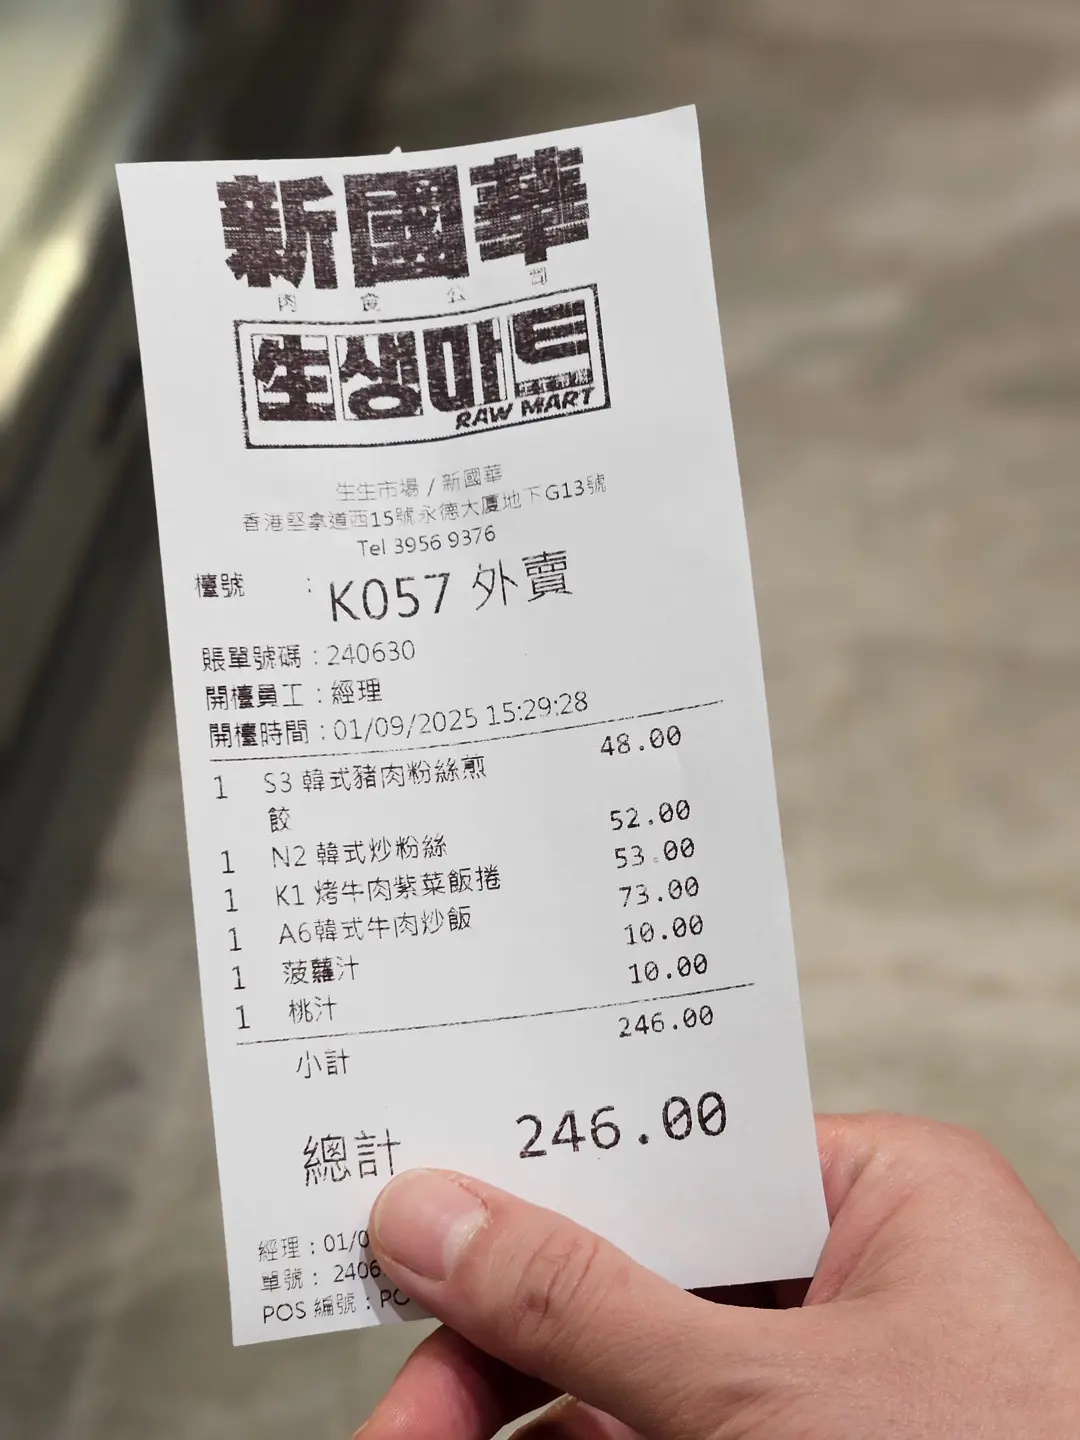 新國華
肉食公司
生생마트
RAW MART
生生市場 / 新國華
香港堅拿道西15號永德大廈地下G13號
Tel 3956 9376
檯號 : K057 外賣
賬單號碼 : 240630
開檯員工 : 經理
開檯時間 : 01/09/2025 15:29:28
1 S3 韓式豬肉粉絲煎餃 48.00
1 N2 韓式炒粉絲 52.00
1 K1 烤牛肉紫菜飯捲 53.00
1 A6韓式牛肉炒飯 73.00
1 菠蘿汁 10.00
1 桃汁 10.00
小計 246.00
總計 246.00
經理 : 01/0
單號 : 2406
POS 編號 : PO